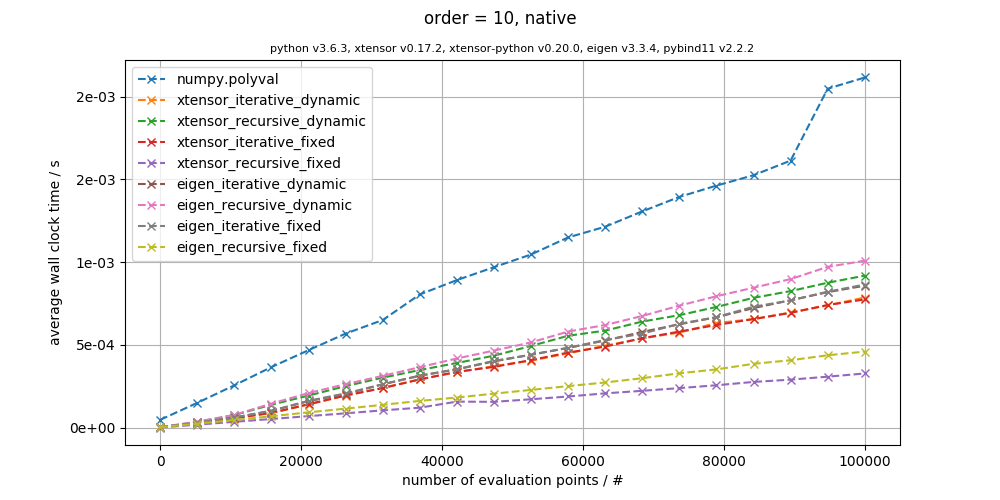 order = 10, native
python v3.6.3, xtensor v0.17.2, xtensor-python v0.20.0, eigen v3.3.4, pybind11 v2.2.2
average wall clock time / s
2e-03
2e-03
1e-03
5e-04
0e+00
numpy.polyval
xtensor_iterative_dynamic
xtensor_recursive_dynamic
xtensor_iterative_fixed
xtensor_recursive_fixed
eigen_iterative_dynamic
eigen_recursive_dynamic
eigen_iterative_fixed
eigen_recursive_fixed
0 20000 40000 60000 80000 100000
number of evaluation points / #